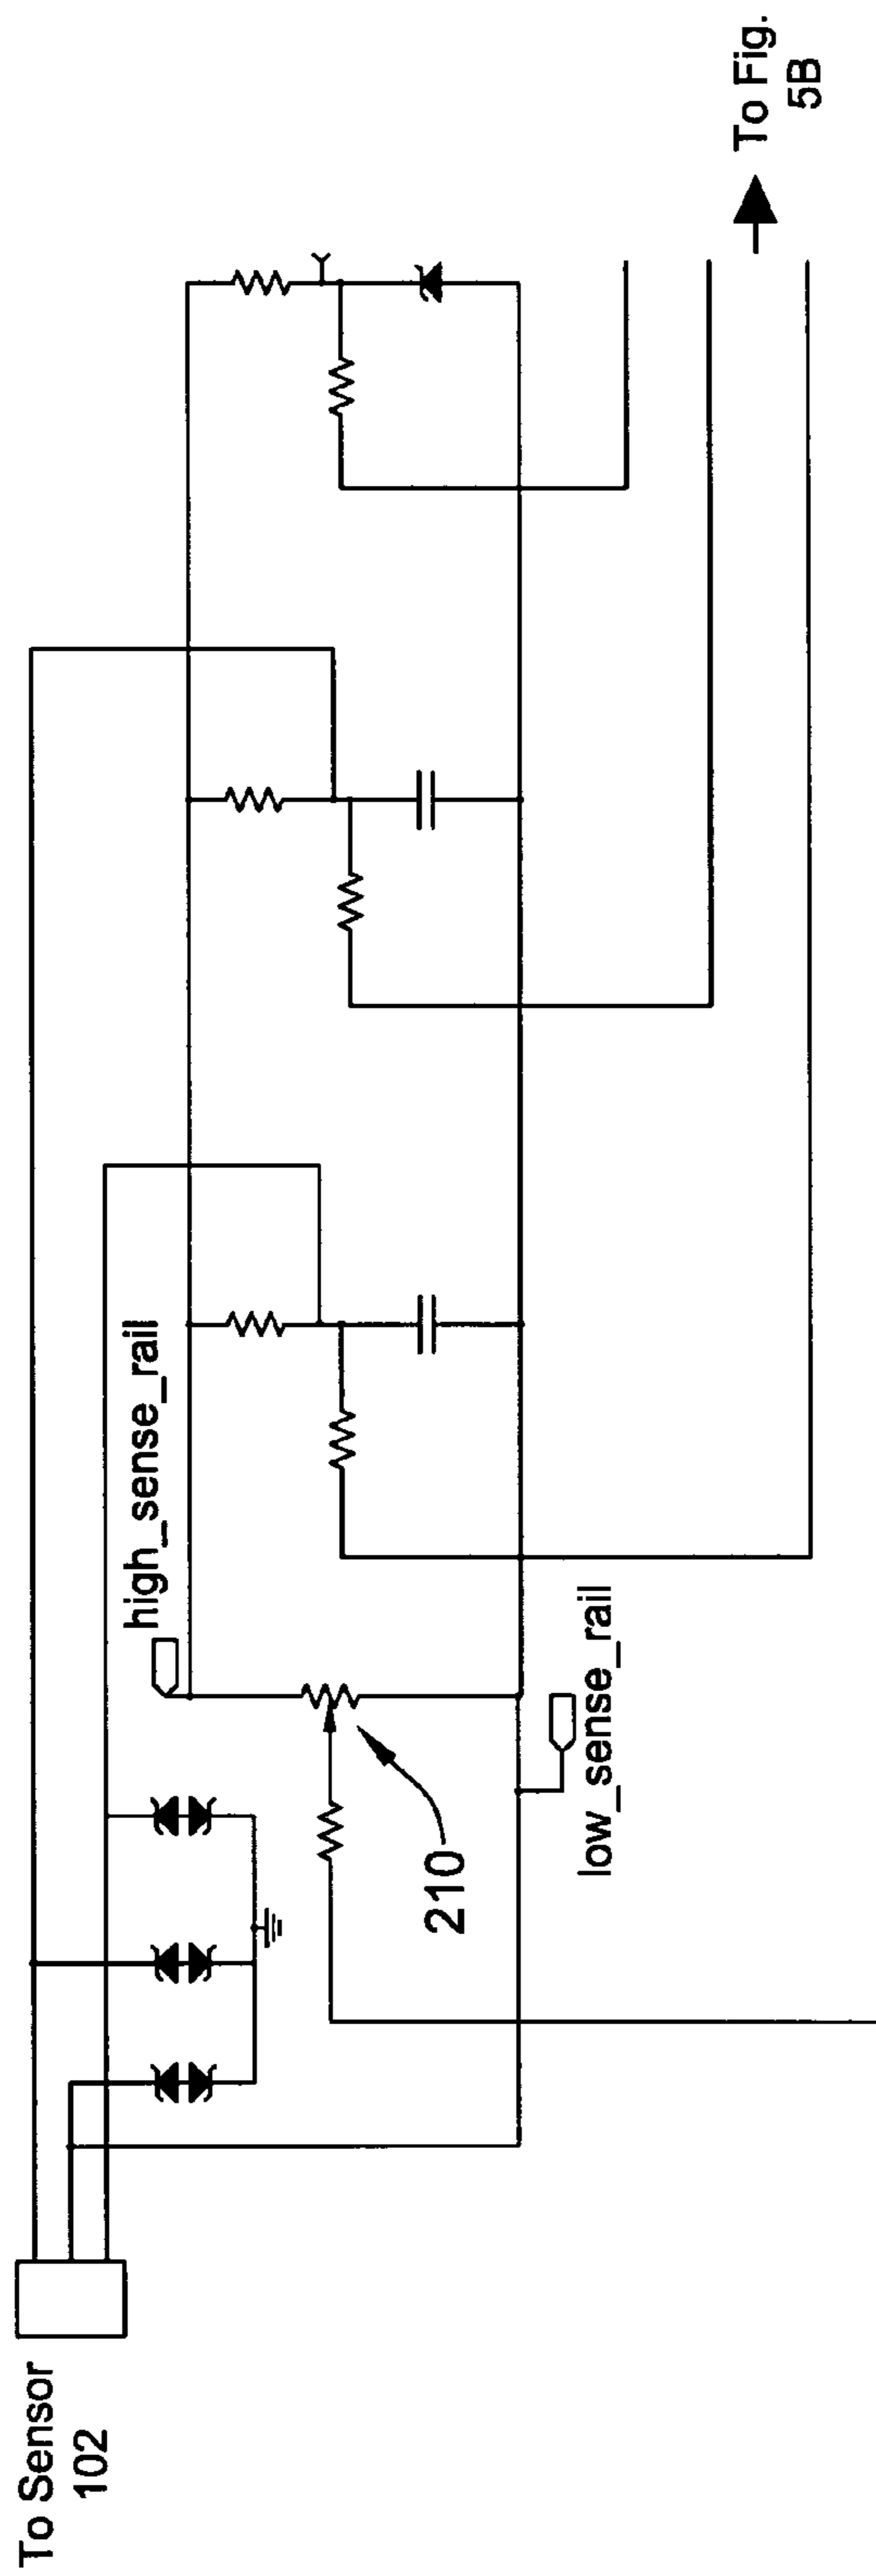 To Sensor
102
210
low_sense_rail
high_sense_rail
To Fig.
5B